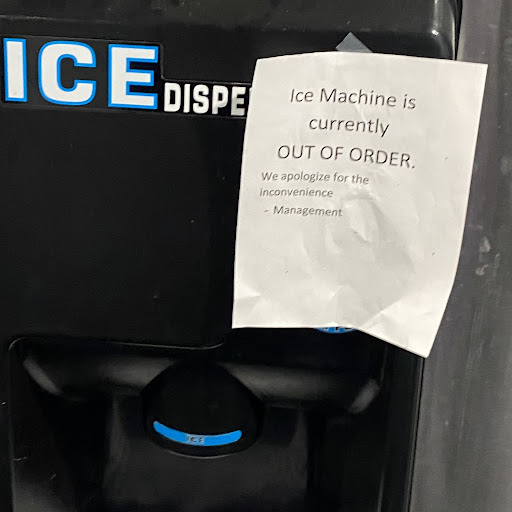 ICE
DISPE
Ice Machine is
currently
OUT OF ORDER.
We apologize for the
inconvenience
- Management
ICE